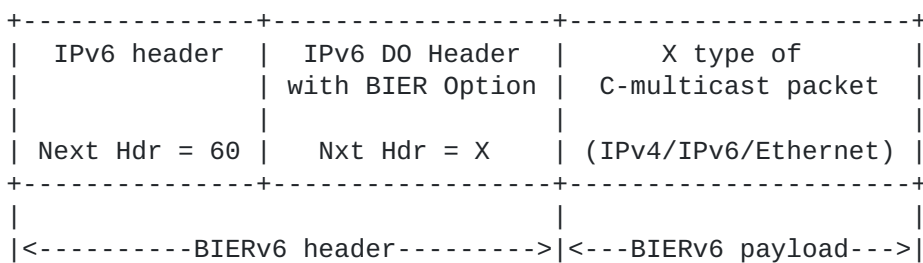 +---------------+------------------+----------------------+
|  IPv6 header  |  IPv6 DO Header  |      X type of       |
|               | with BIER Option |  C-multicast packet  |
|               |                  |                      |
| Next Hdr = 60 |   Nxt Hdr = X    | (IPv4/IPv6/Ethernet) |
+---------------+------------------+----------------------+
|                                  |                      |
|<----------BIERv6 header--------->|<---BIERv6 payload--->|